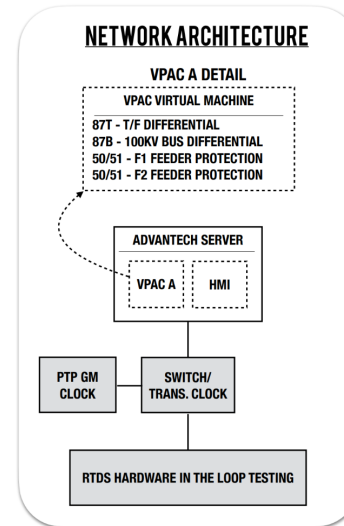 NETWORK ARCHITECTURE
VPAC A DETAIL
VPAC VIRTUAL MACHINE
87T - T/F DIFFERENTIAL
87B - 100KV BUS DIFFERENTIAL
50/51 - F1 FEEDER PROTECTION
50/51 - F2 FEEDER PROTECTION
ADVANTECH SERVER
VPAC A
HMI
PTP GM
CLOCK
SWITCH/
TRANS. CLOCK
RTDS HARDWARE IN THE LOOP TESTING